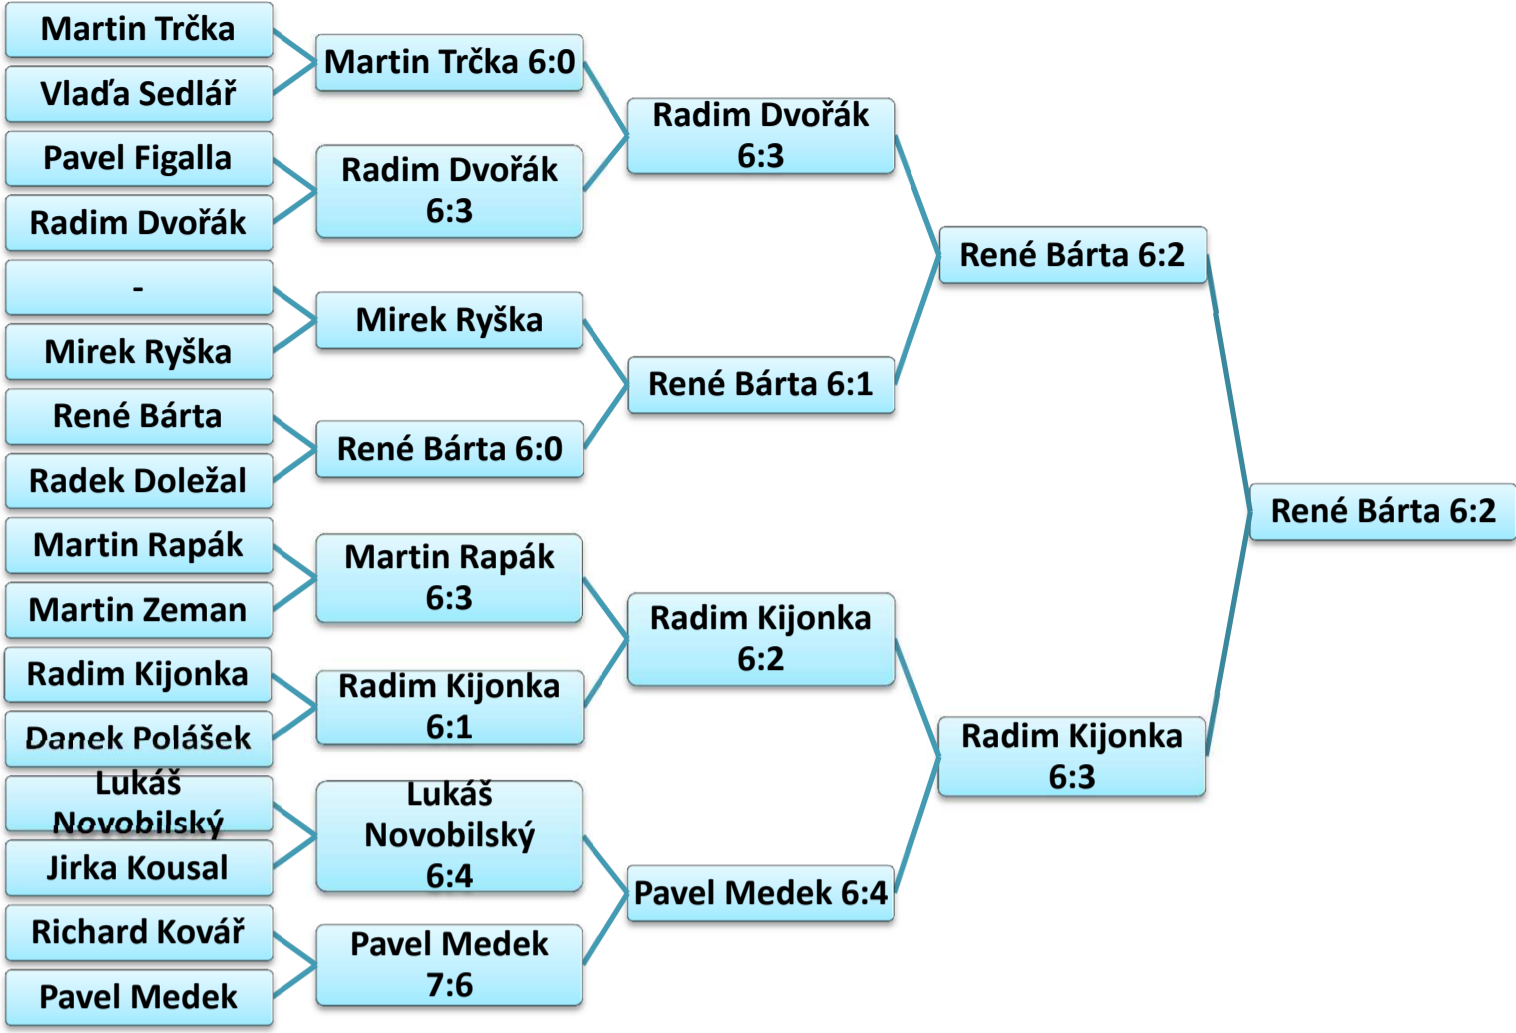 Martin Trčka
Vlaďa Sedlář
Pavel Figalla
Radim Dvořák
-
Mirek Ryška
René Bárta
Radek Doležal
Martin Rapák
Martin Zeman
Radim Kijonka
Danek Polášek
Lukáš
Novobilský
Jirka Kousal
Richard Kovář
Pavel Medek
Martin Trčka 6:0
Radim Dvořák
6:3
Mirek Ryška
René Bárta 6:0
Martin Rapák
6:3
Radim Kijonka
6:1
Lukáš
Novobilský
6:4
Pavel Medek
7:6
Radim Dvořák
6:3
René Bárta 6:1
Radim Kijonka
6:2
Pavel Medek 6:4
René Bárta 6:2
Radim Kijonka
6:3
René Bárta 6:2